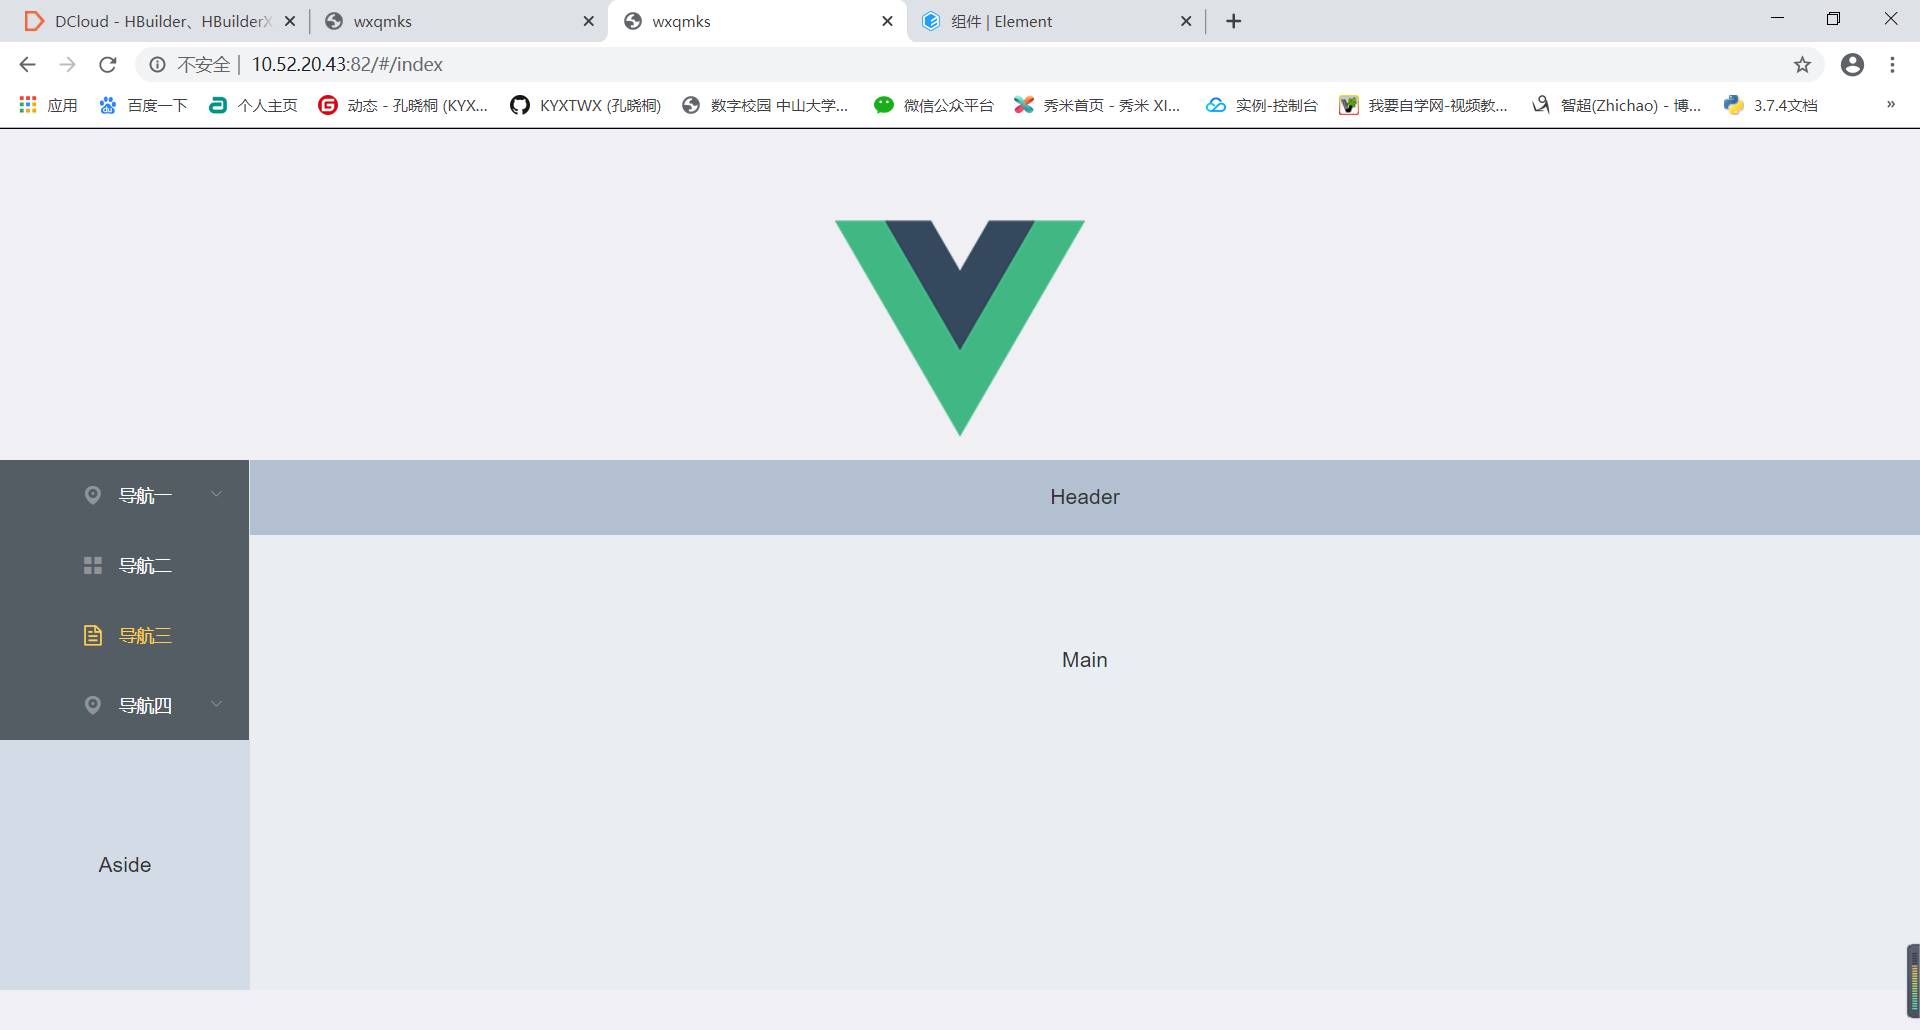 DCloud - HBuilder、HBuilderX
wxqmks
wxqmks
组件 | Element
不安全 | 10.52.20.43:82/#/index
应用
百度一下
个人主页
动态 - 孔晓桐 (KYX...
KYXTWX (孔晓桐)
数字校园 中山大学...
微信公众平台
秀米首页 - 秀米 XI...
实例-控制台
我要自学网-视频教...
智超(Zhichao) - 博...
3.7.4文档
»
导航一
Header
导航二
导航三
Main
导航四
Aside